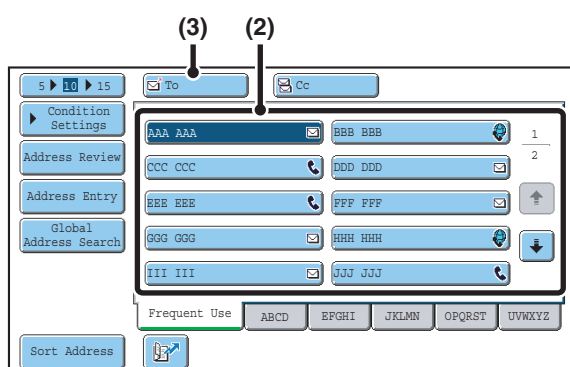 (3) (2)
5 10 15
To
Cc
Condition
Settings
Address Review
Address Entry
Global
Address Search
AAA AAA
BBB BBB
CCC CCC
DDD DDD
EEE EEE
FFF FFF
GGG GGG
HHH HHH
III III
JJJ JJJ
1
2
Frequent Use
ABCD
EFGHI
JKLMN
OPQRST
UVWXYZ
Sort Address